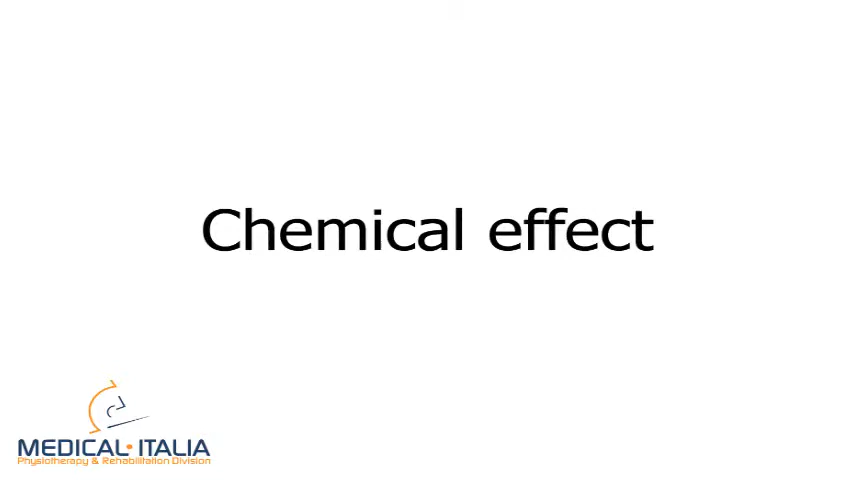 Chemical effect
MEDICAL•ITALIA
Physiotherapy & Rehabilitation Division